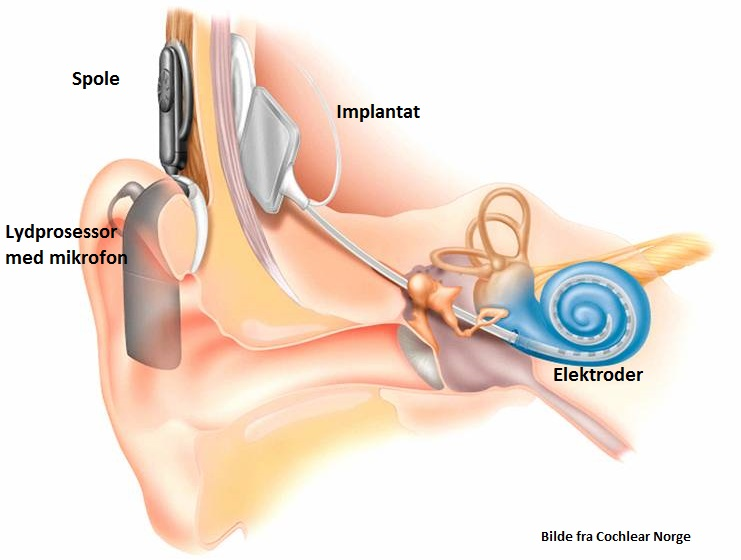 Spole
Implantat
Lydprosessor
med mikrofon
Elektroder
Bilde fra Cochlear Norge